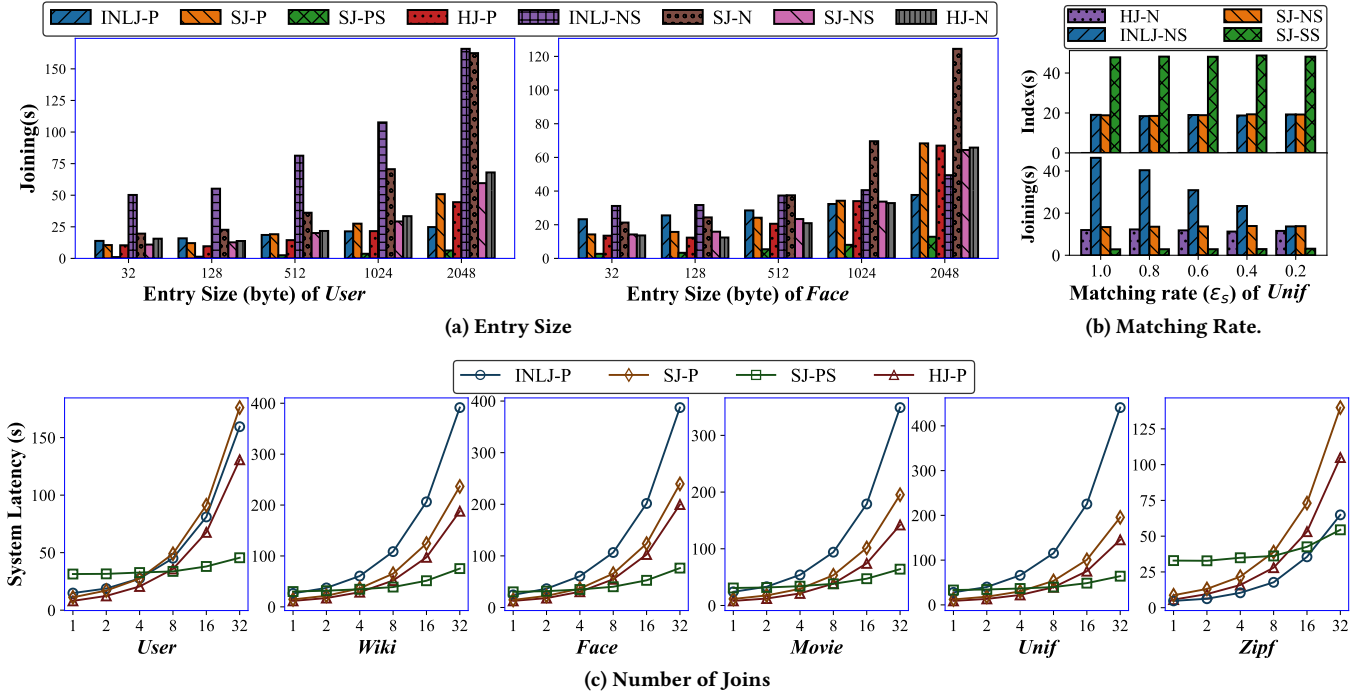 INLJ-P SJ-P SJ-PS HJ-P INLJ-NS SJ-N SJ-NS HJ-N
Joining(s)
150
125
100
75
50
25
0
32 128 512 1024 2048
Entry Size (byte) of User
120
100
80
60
40
20
0
32 128 512 1024 2048
Entry Size (byte) of Face
(a) Entry Size
HJ-N SJ-NS
INLJ-NS SJ-SS
Index(s)
40
20
0
Joining(s)
40
20
0
1.0 0.8 0.6 0.4 0.2
Matching rate (εs) of Unif
(b) Matching Rate.
INLJ-P SJ-P SJ-PS HJ-P
System Latency (s)
150
100
50
0
1 2 4 8 16 32
User
400
300
200
100
0
1 2 4 8 16 32
Wiki
400
300
200
100
0
1 2 4 8 16 32
Face
300
200
100
0
1 2 4 8 16 32
Movie
400
300
200
100
0
1 2 4 8 16 32
Unif
125
100
75
50
25
0
1 2 4 8 16 32
Zipf
(c) Number of Joins